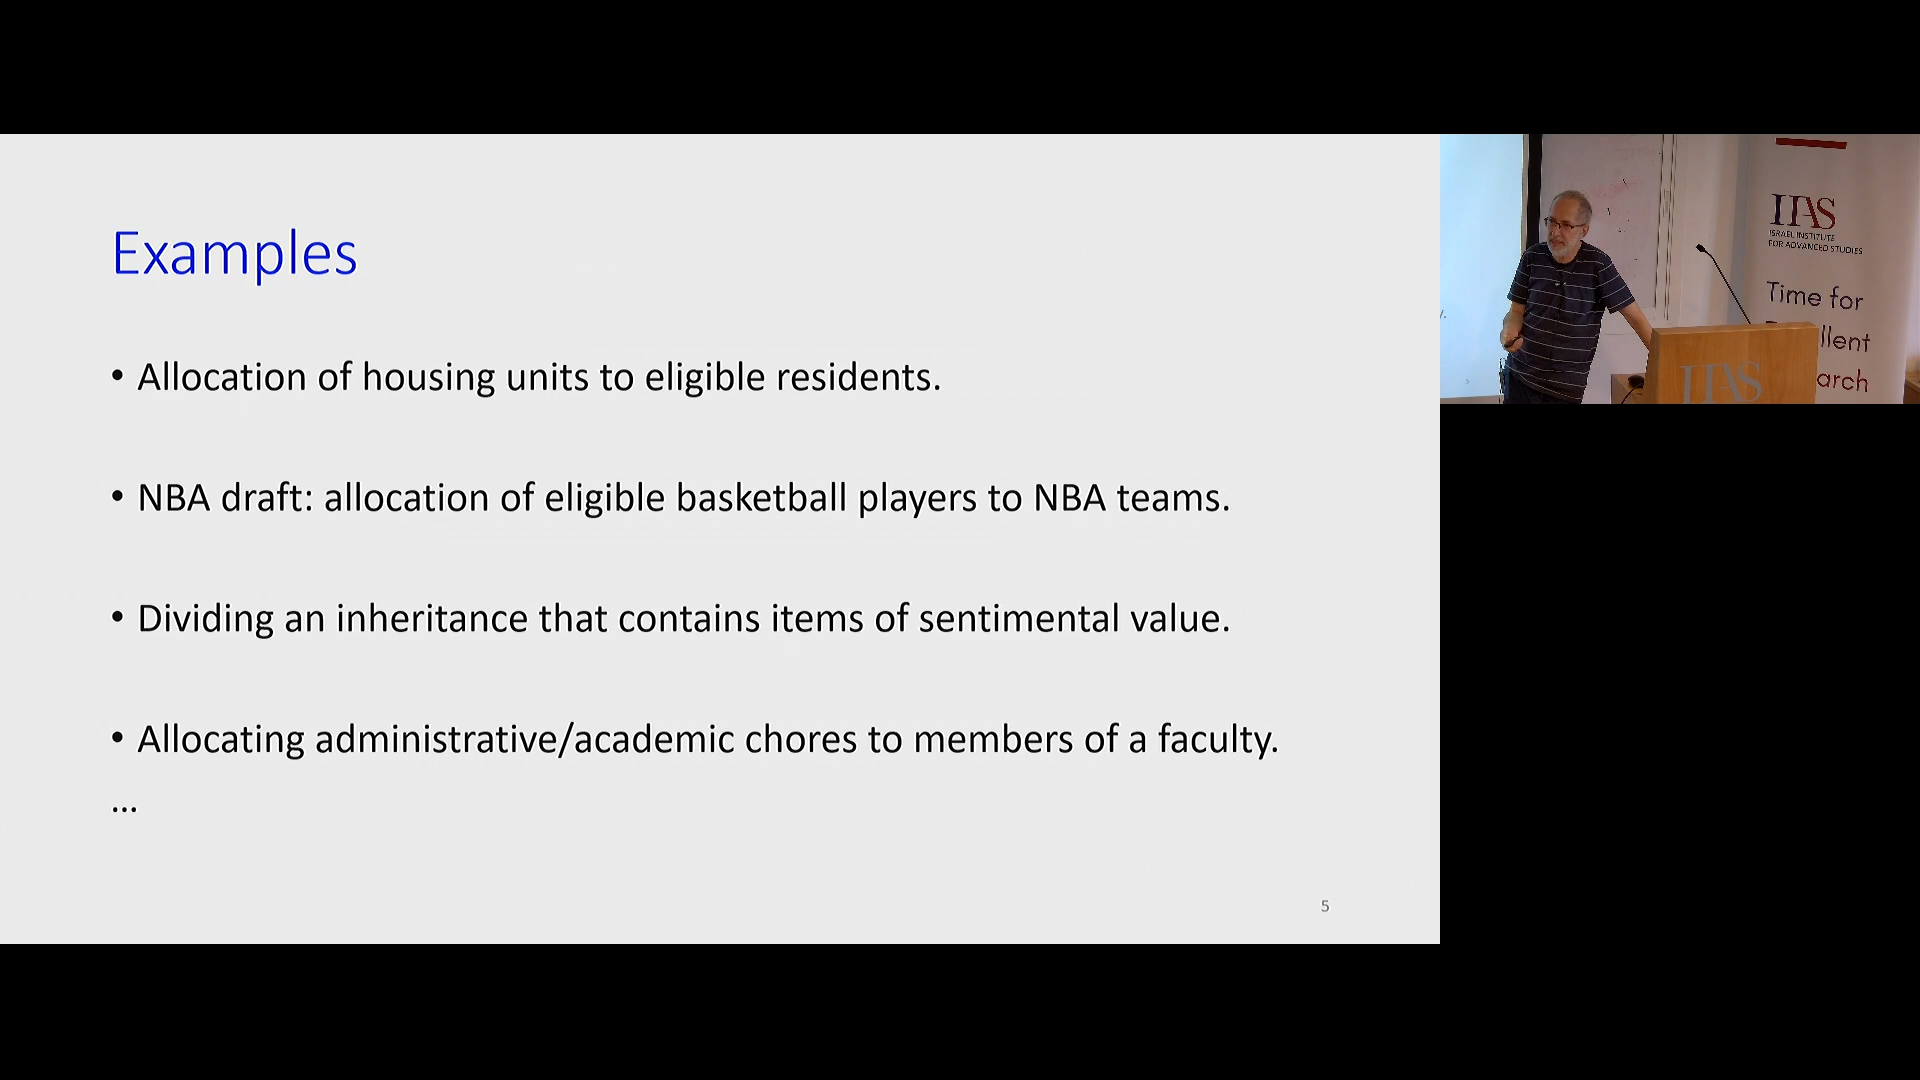 Examples
• Allocation of housing units to eligible residents.
• NBA draft: allocation of eligible basketball players to NBA teams.
• Dividing an inheritance that contains items of sentimental value.
• Allocating administrative/academic chores to members of a faculty.
...
5
IIAS
ISRAEL INSTITUTE
FOR ADVANCED STUDIES
Time for
llent
arch
IIAS